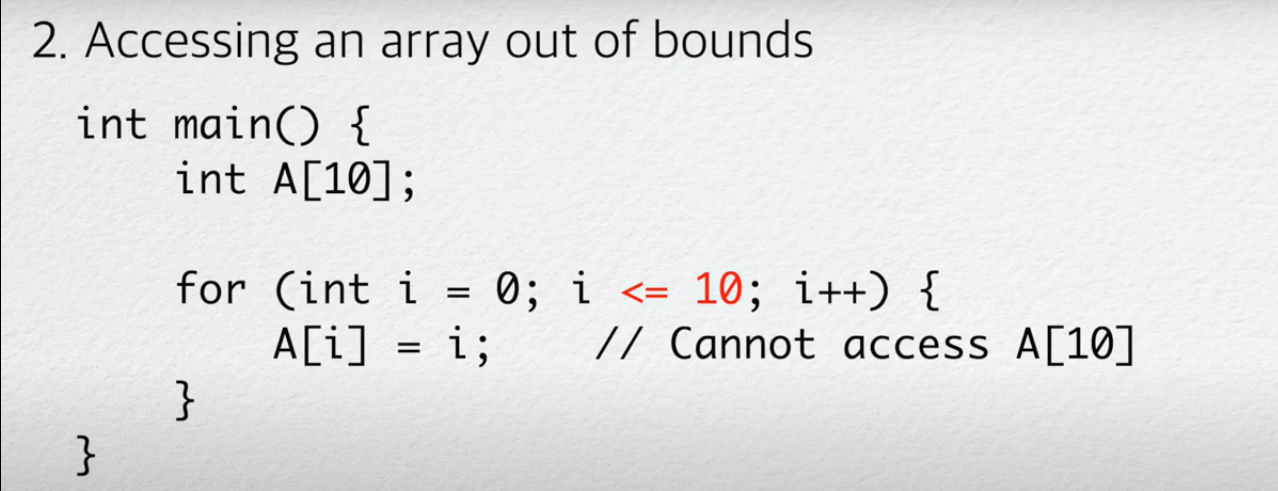 2. Accessing an array out of bounds
int main() {
int A[10];
for (int i = 0; i <= 10; i++) {
A[i] = i;    // Cannot access A[10]
}
}